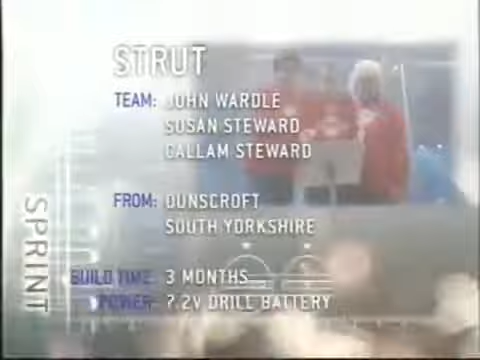 STRUT
TEAM: JOHN WARDLE
SUSAN STEWARD
CALLAM STEWARD
FROM: DUNSCROFT
SOUTH YORKSHIRE
BUILD TIME: 3 MONTHS
POWER: 7.2V DRILL BATTERY
SPRINT